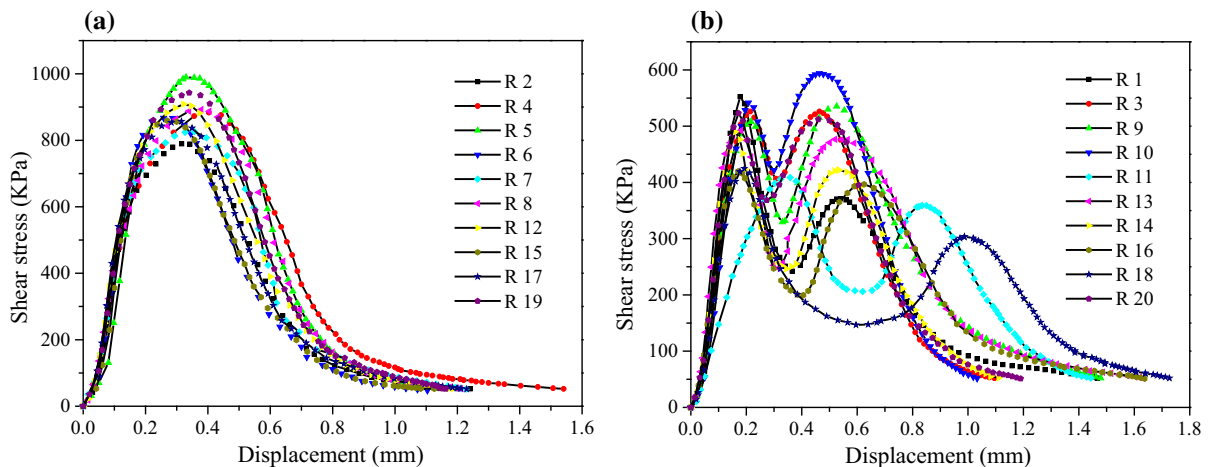 (a)
Shear stress (KPa)
1000
800
600
400
200
0
0.0 0.2 0.4 0.6 0.8 1.0 1.2 1.4 1.6
Displacement (mm)
R 2
R 4
R 5
R 6
R 7
R 8
R 12
R 15
R 17
R 19
(b)
Shear stress (KPa)
600
500
400
300
200
100
0
0.0 0.2 0.4 0.6 0.8 1.0 1.2 1.4 1.6 1.8
Displacement (mm)
R 1
R 3
R 9
R 10
R 11
R 13
R 14
R 16
R 18
R 20